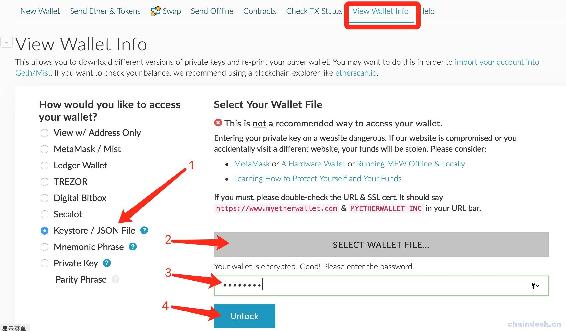 New Wallet Send Ether & Tokens Swap Send Offline Contracts Check TX Status View Wallet Info Help
View Wallet Info
This allows you to download different versions of private keys and re-print your paper wallet. You may want to do this in order to import your account into
Geth/Mist. If you want to check your balance, we recommend using a blockchain explorer like etherscan.io.
How would you like to access
your wallet?
View w/ Address Only
MetaMask / Mist
Ledger Wallet
TREZOR
Digital Bitbox
Secalot
Keystore / JSON File
Mnemonic Phrase
Private Key
Parity Phrase
Select Your Wallet File
This is not a recommended way to access your wallet.
Entering your private key on a website dangerous. If our website is compromised or you
accidentally visit a different website, your funds will be stolen. Please consider:
MetaMask or A Hardware Wallet or Running MEW Offline & Locally
Learning How to Protect Yourself and Your Funds
If you must, please double-check the URL & SSL cert. It should say
https://www.myetherwallet.com & MYETHERWALLET INC in your URL bar.
SELECT WALLET FILE...
Your wallet is encrypted. Good! Please enter the password.
Unlock
1
2
3
4
chaindesk.cn